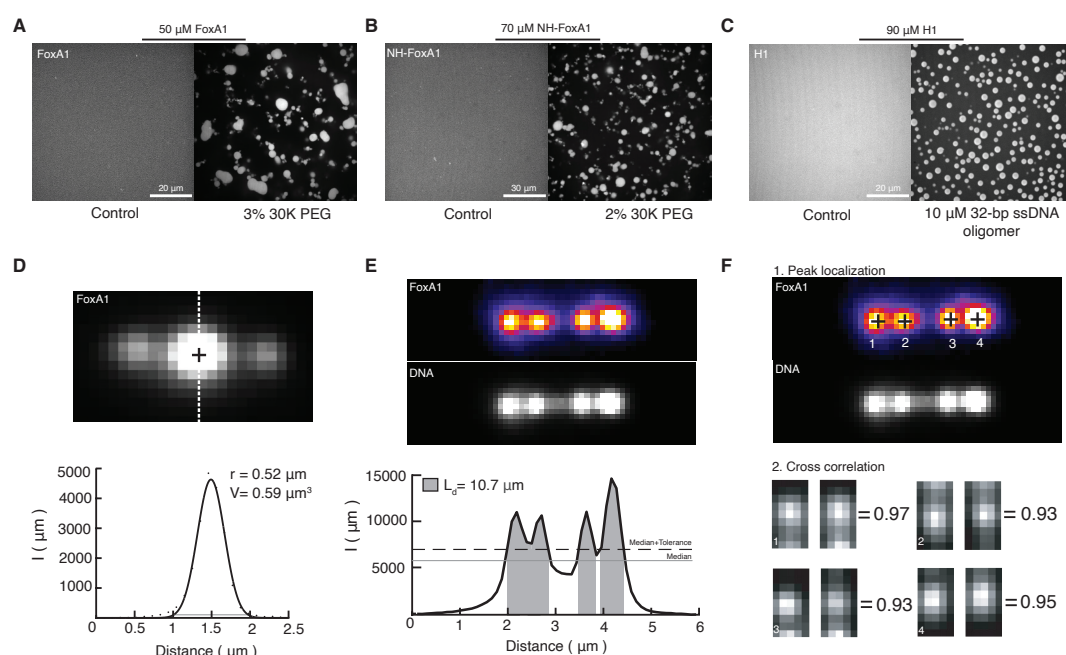 A
50 µM FoxA1
FoxA1
20 µm
Control
3% 30K PEG
B
70 µM NH-FoxA1
NH-FoxA1
30 µm
Control
2% 30K PEG
C
90 µM H1
H1
20 µm
Control
10 µM 32-bp ssDNA
oligomer
D
FoxA1
r = 0.52 µm
V= 0.59 µm³
5000
4000
3000
2000
1000
I ( µm )
0 0.5 1 1.5 2 2.5
Distance ( µm )
E
FoxA1
DNA
L_d= 10.7 µm
15000
10000
5000
0
I ( µm )
Median+Tolerance
Median
0 1 2 3 4 5 6
Distance ( µm )
F
1. Peak localization
FoxA1
1 2 3 4
DNA
2. Cross correlation
1 =0.97
2 =0.93
3 =0.93
4 =0.95